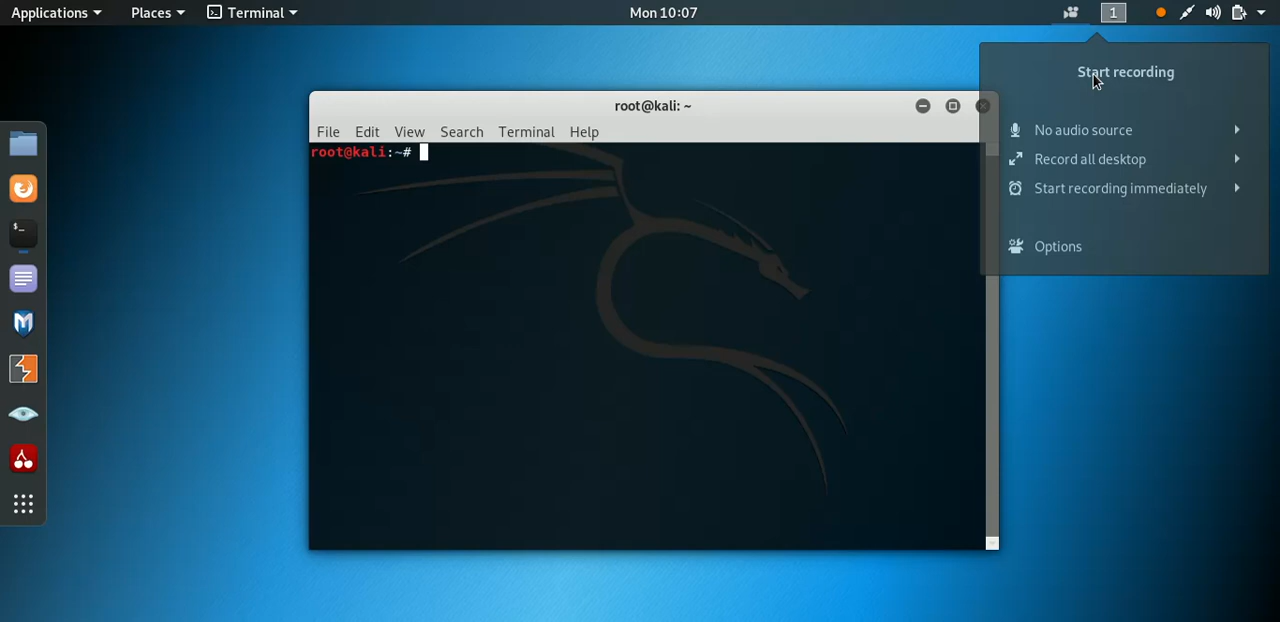 Applications Places Terminal Mon 10:07 1
Start recording
root@kali: ~
File Edit View Search Terminal Help
No audio source
root@kali:~#
Record all desktop
Start recording immediately
Options